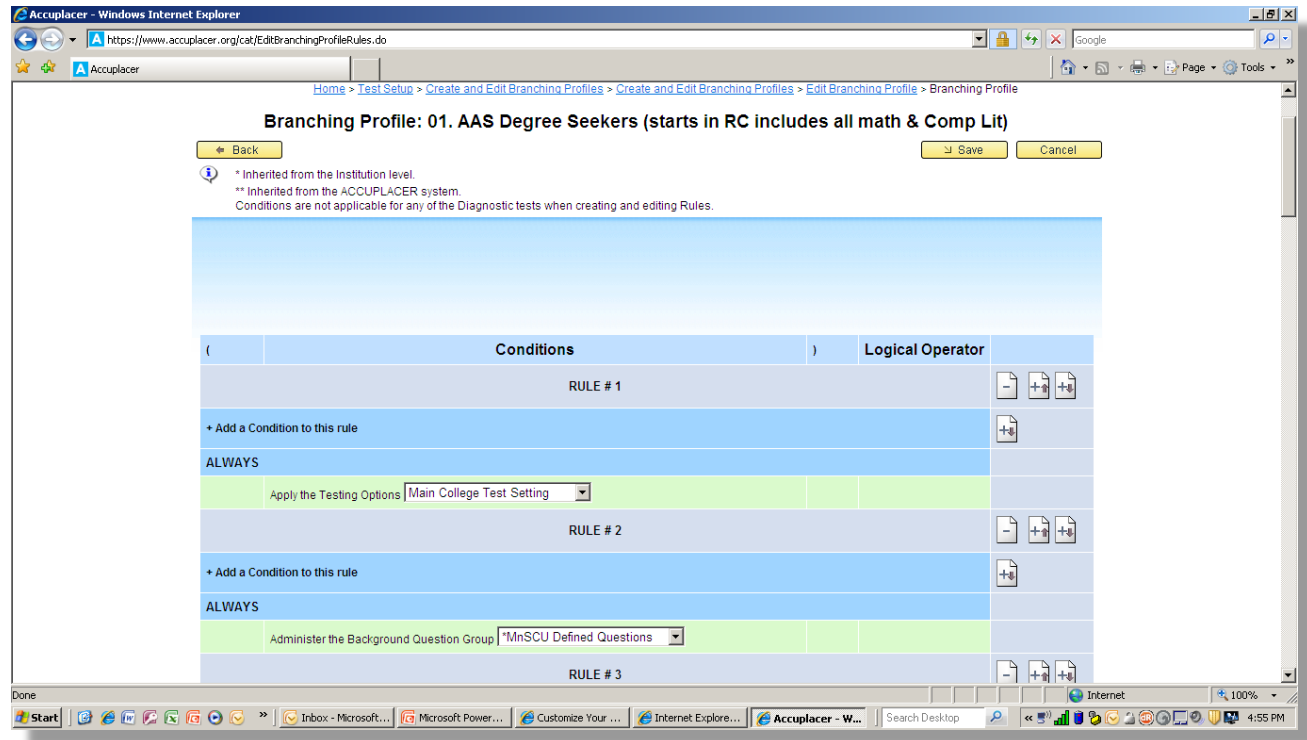 Accuplacer - Windows Internet Explorer
https://www.accuplacer.org/cat/EditBranchingProfileRules.do
Google
Accuplacer
Page
Tools
»
Home > Test Setup > Create and Edit Branching Profiles > Create and Edit Branching Profiles > Edit Branching Profile > Branching Profile
Branching Profile: 01. AAS Degree Seekers (starts in RC includes all math & Comp Lit)
Back
Save
Cancel
* Inherited from the Institution level.
** Inherited from the ACCUPLACER system.
Conditions are not applicable for any of the Diagnostic tests when creating and editing Rules.
( Conditions ) Logical Operator
RULE # 1
+ Add a Condition to this rule
ALWAYS
Apply the Testing Options Main College Test Setting
RULE # 2
+ Add a Condition to this rule
ALWAYS
Administer the Background Question Group *MnSCU Defined Questions
RULE # 3
Done
Internet
100%
Start
»
Inbox - Microsoft...
Microsoft Power...
Customize Your ...
Internet Explore...
Accuplacer - W...
Search Desktop
«
4:55 PM